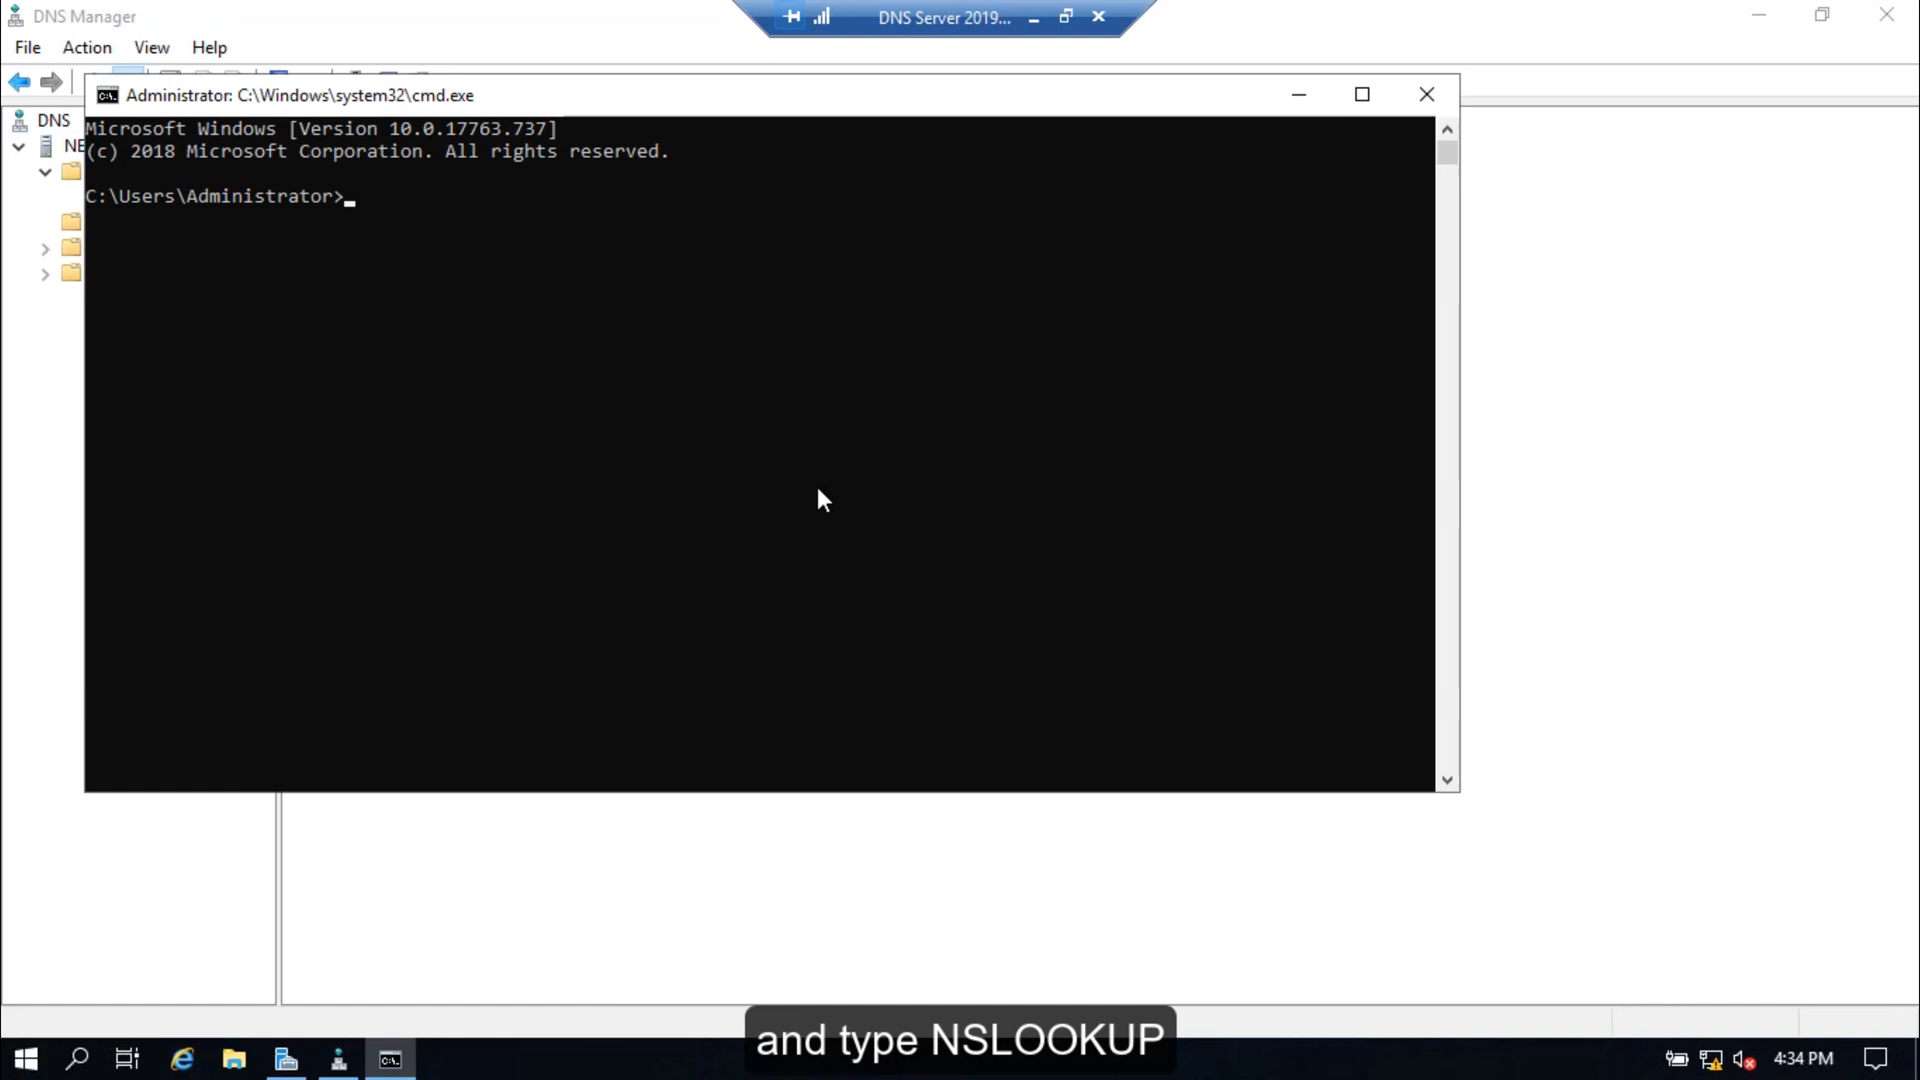 DNS Manager
DNS Server 2019...
File Action View Help
Administrator: C:\Windows\system32\cmd.exe
DNS
NE
Microsoft Windows [Version 10.0.17763.737]
(c) 2018 Microsoft Corporation. All rights reserved.
C:\Users\Administrator>
and type NSLOOKUP
4:34 PM